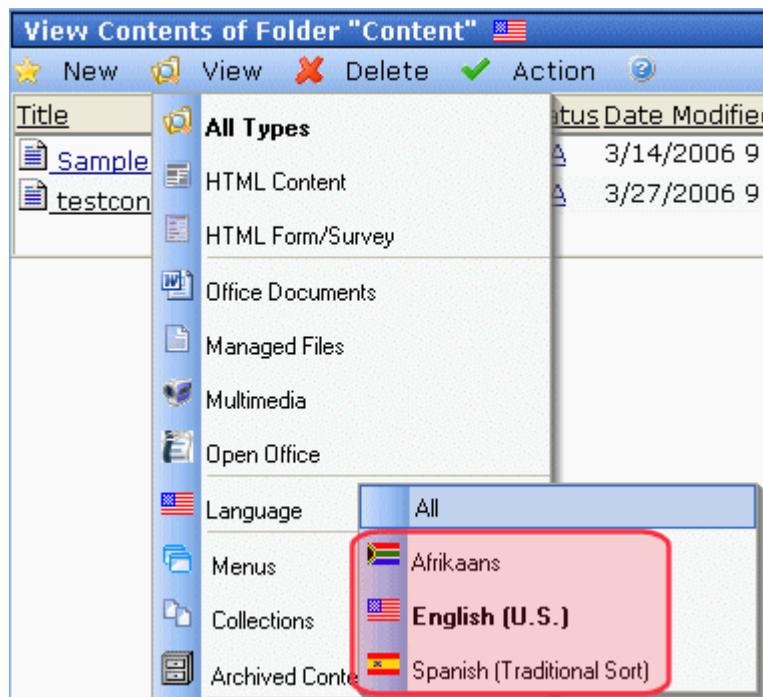 View Contents of Folder "Content"
New View Delete Action
Title Date Modified
Sample 3/14/2006 9
testcon 3/27/2006 9
All Types
HTML Content
HTML Form/Survey
Office Documents
Managed Files
Multimedia
Open Office
Language
All
Afrikaans
English (U.S.)
Spanish (Traditional Sort)
Menus
Collections
Archived Conte